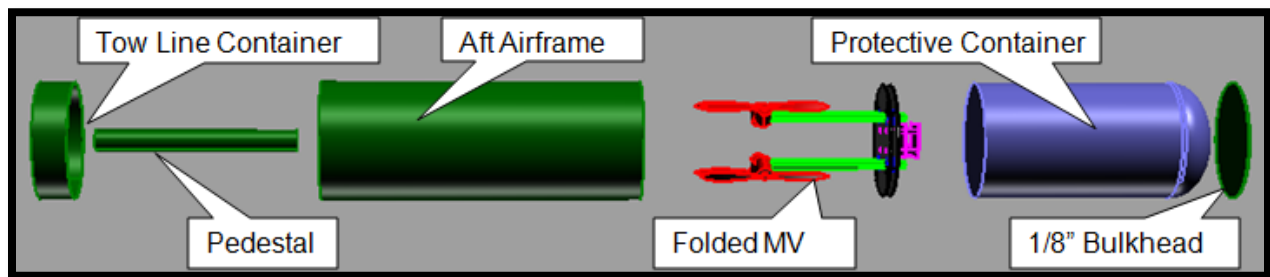 Tow Line Container
Aft Airframe
Protective Container
Pedestal
Folded MV
1/8” Bulkhead